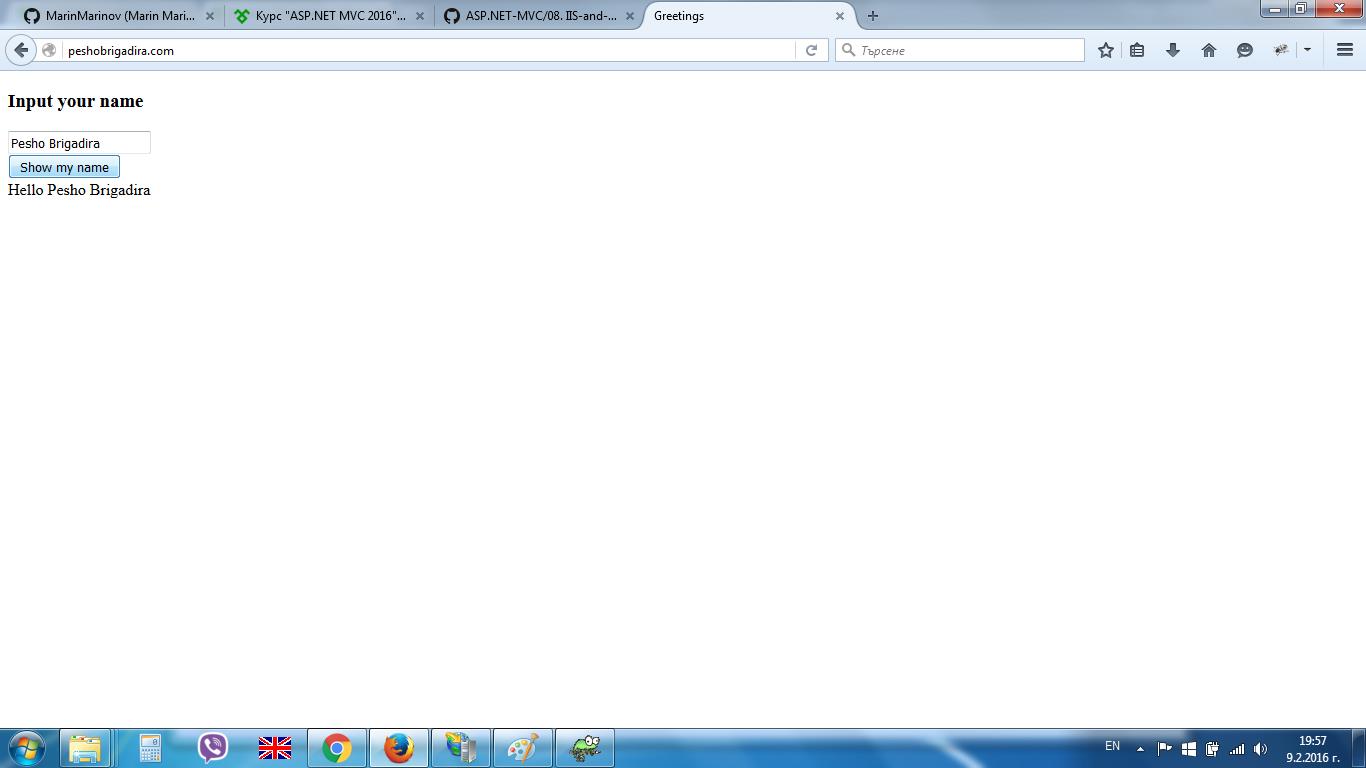 MarinMarinov (Marin Mari...
Курс "ASP.NET MVC 2016"...
ASP.NET-MVC/08. IIS-and-...
Greetings
peshobrigadira.com
Търсене
Input your name
Pesho Brigadira
Show my name
Hello Pesho Brigadira
EN
19:57
9.2.2016 г.